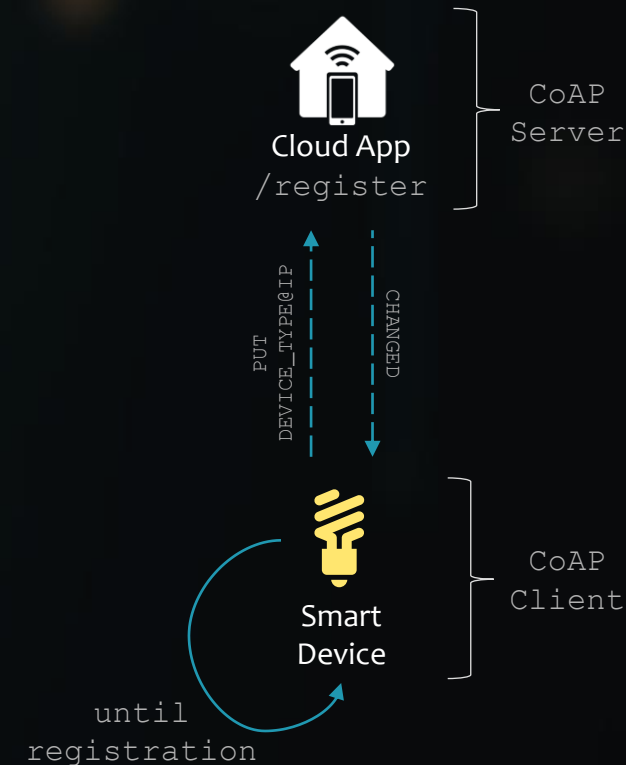 CoAP
Server
Cloud App
/register
PUT
DEVICE_TYPE@IP
CHANGED
CoAP
Client
Smart
Device
until
registration